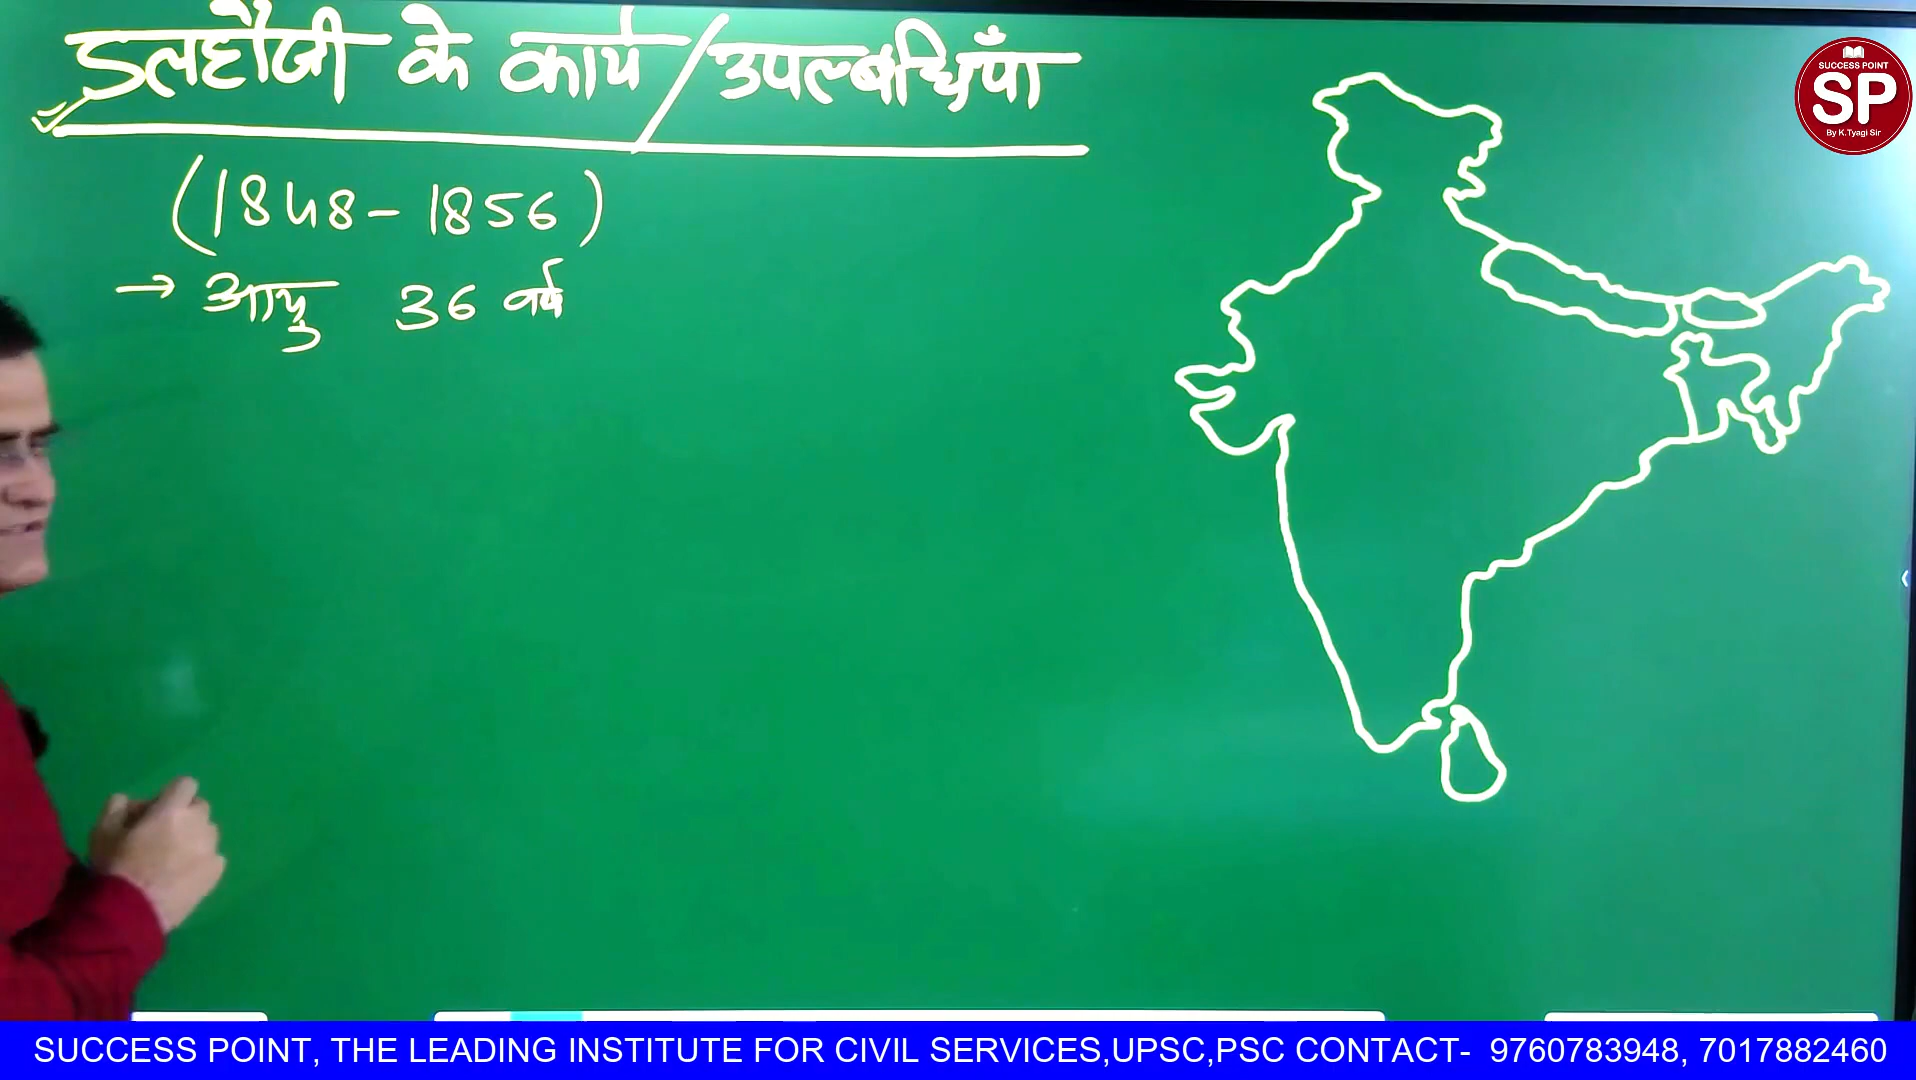 डलहौजी के कार्य / उपलब्धियाँ
(1848 - 1856)
→ आयु 36 वर्ष
SUCCESS POINT
SP
By K.Tyagi Sir
SUCCESS POINT, THE LEADING INSTITUTE FOR CIVIL SERVICES,UPSC,PSC CONTACT- 9760783948, 7017882460